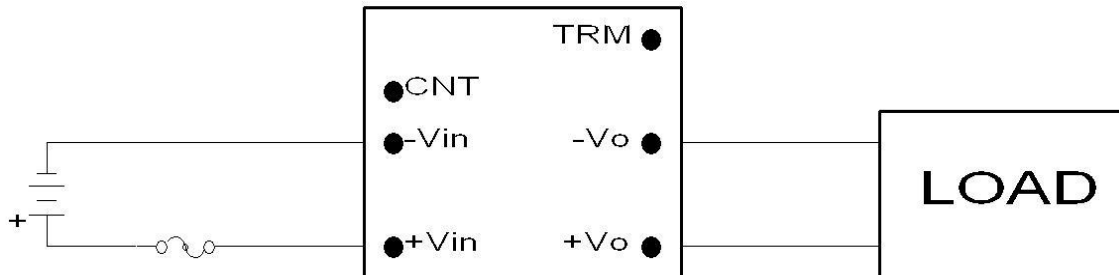 TRM
CNT
-Vin
-Vo
LOAD
+
+Vin
+Vo